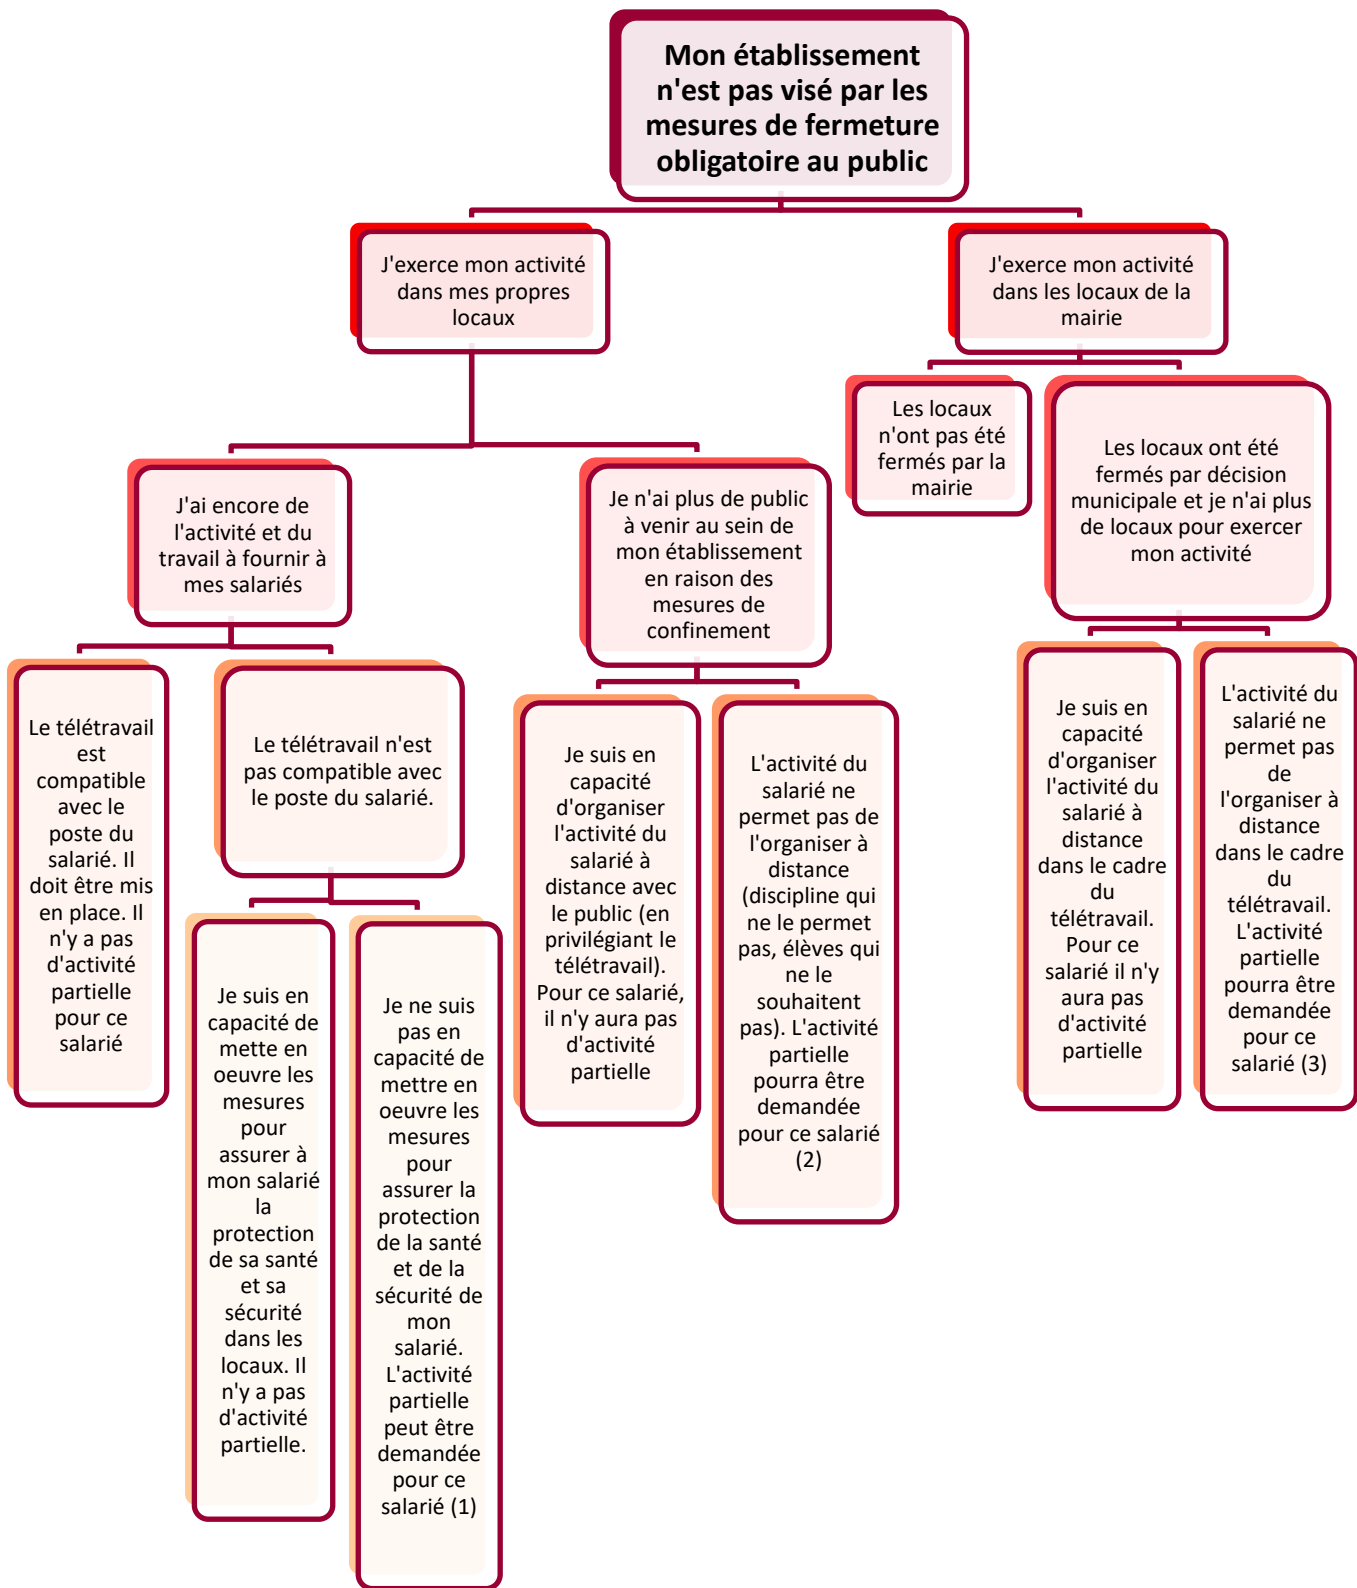 Mon établissement
n'est pas visé par les
mesures de fermeture
obligatoire au public
J'exerce mon activité
dans mes propres
locaux
J'exerce mon activité
dans les locaux de la
mairie
Les locaux
n'ont pas été
fermés par la
mairie
Les locaux ont été
fermés par décision
municipale et je n'ai plus
de locaux pour exercer
mon activité
J'ai encore de
l'activité et du
travail à fournir à
mes salariés
Je n'ai plus de public
à venir au sein de
mon établissement
en raison des
mesures de
confinement
Le télétravail
est
compatible
avec le
poste du
salarié. Il
doit être mis
en place. Il
n'y a pas
d'activité
partielle
pour ce
salarié
Le télétravail n'est
pas compatible avec
le poste du salarié.
Je suis en
capacité
d'organiser
l'activité du
salarié à
distance avec
le public (en
privilégiant le
télétravail).
Pour ce salarié,
il n'y aura pas
d'activité
partielle
L'activité du
salarié ne
permet pas de
l'organiser à
distance
(discipline qui
ne le permet
pas, élèves qui
ne le
souhaitent
pas). L'activité
partielle
pourra être
demandée
pour ce salarié
(2)
Je suis en
capacité
d'organiser
l'activité du
salarié à
distance
dans le cadre
du
télétravail.
Pour ce
salarié il n'y
aura pas
d'activité
partielle
L'activité du
salarié ne
permet pas
de
l'organiser à
distance
dans le cadre
du
télétravail.
L'activité
partielle
pourra être
demandée
pour ce
salarié (3)
Je suis en
capacité de
mette en
oeuvre les
mesures
pour
assurer à
mon salarié
la
protection
de sa santé
et sa
sécurité
dans les
locaux. Il
n'y a pas
d'activité
partielle.
Je ne suis
pas en
capacité de
mettre en
oeuvre les
mesures
pour
assurer la
protection
de la santé
et de la
sécurité de
mon
salarié.
L'activité
partielle
peut être
demandée
pour ce
salarié (1)